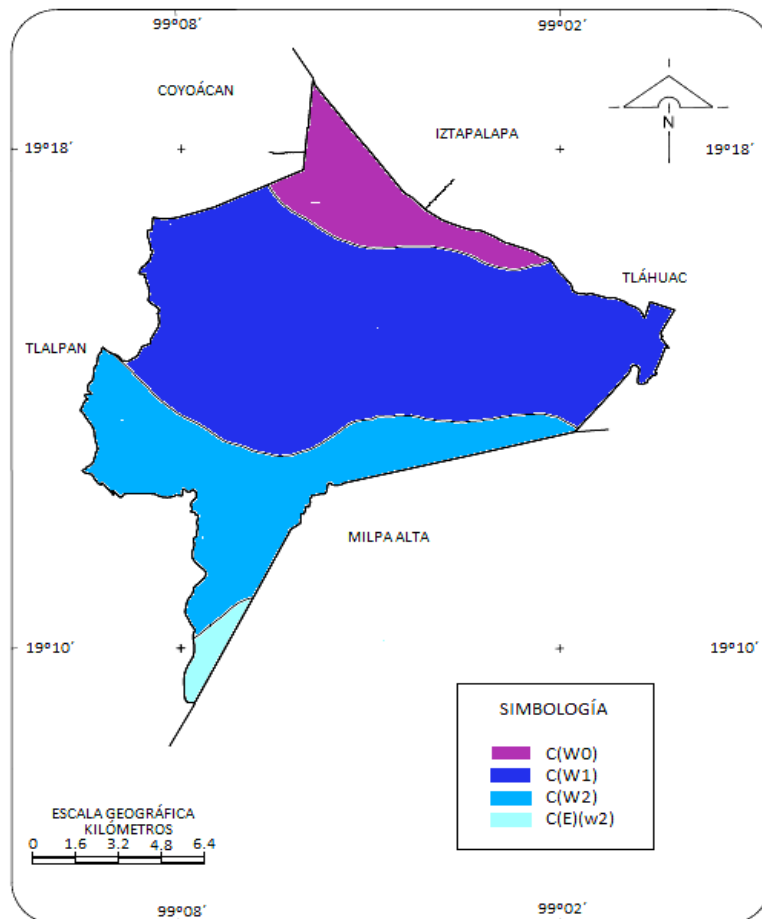 99º08´
99º02´
COYOÁCAN
IZTAPALAPA
N
19º18´
19º18´
TLÁHUAC
TLALPAN
MILPA ALTA
19º10´
19º10´
SIMBOLOGÍA
C(W0)
C(W1)
C(W2)
C(E)(w2)
ESCALA GEOGRÁFICA
KILÓMETROS
0 1.6 3.2 4.8 6.4
99º08´
99º02´